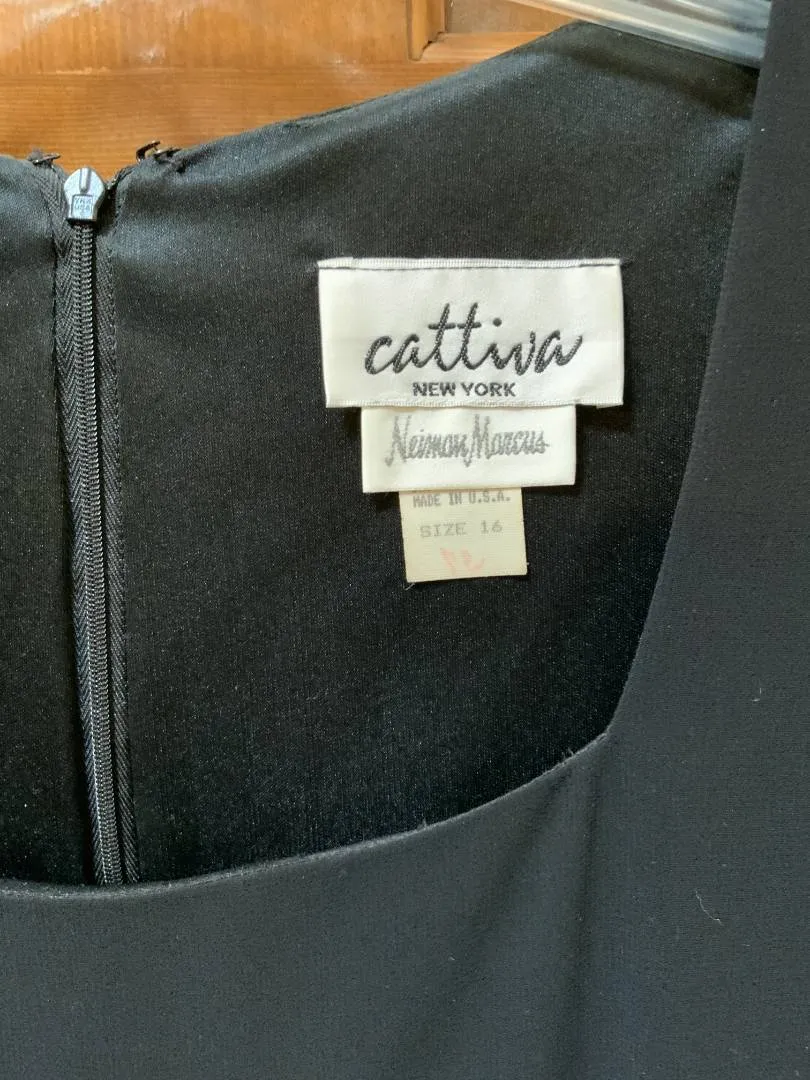 cattiva
NEW YORK
Neiman Marcus
MADE IN U.S.A.
SIZE 16